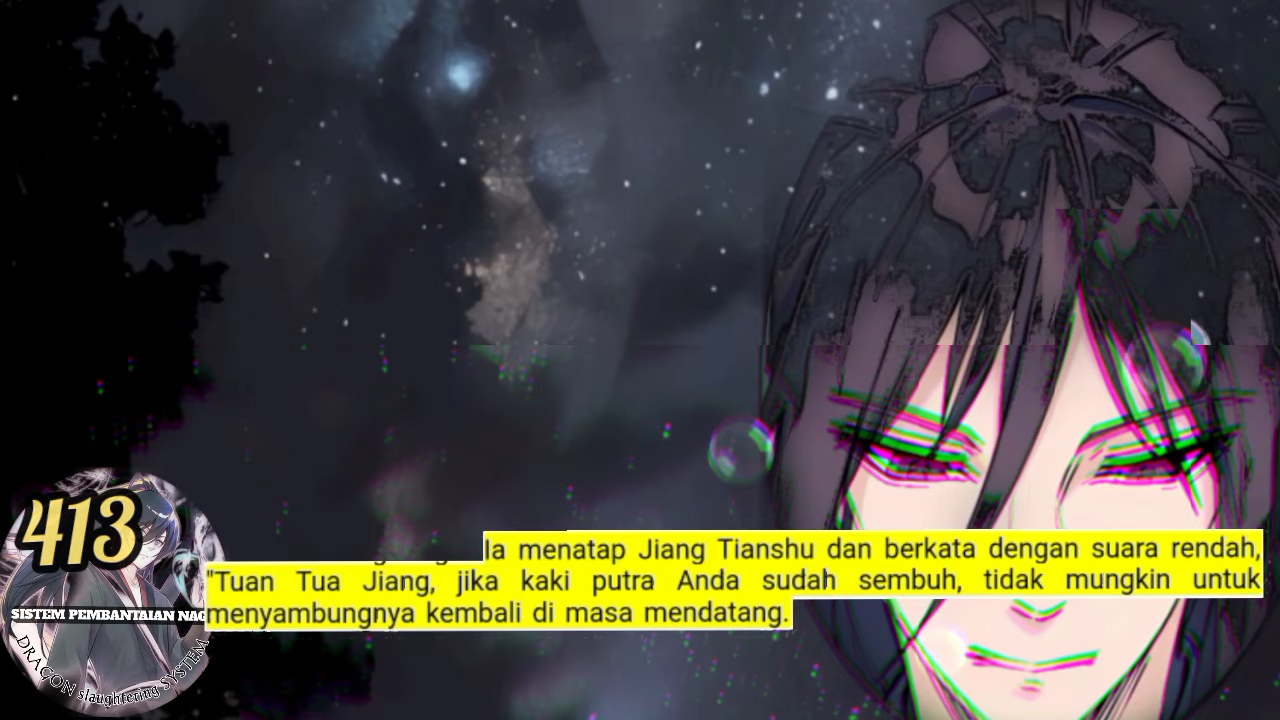 Ia menatap Jiang Tianshu dan berkata dengan suara rendah,
"Tuan Tua Jiang, jika kaki putra Anda sudah sembuh, tidak mungkin untuk
menyambungnya kembali di masa mendatang.
413
SISTEM PEMBANTAIAN NAG
DRAGON slaughtering SYSTEM